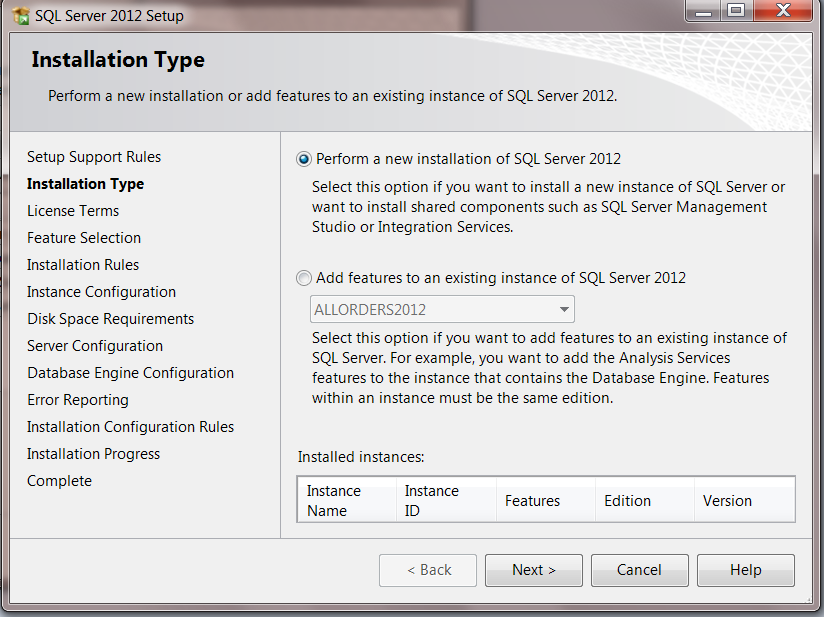 SQL Server 2012 Setup
Installation Type
Perform a new installation or add features to an existing instance of SQL Server 2012.
Setup Support Rules
Installation Type
License Terms
Feature Selection
Installation Rules
Instance Configuration
Disk Space Requirements
Server Configuration
Database Engine Configuration
Error Reporting
Installation Configuration Rules
Installation Progress
Complete
Perform a new installation of SQL Server 2012
Select this option if you want to install a new instance of SQL Server or
want to install shared components such as SQL Server Management
Studio or Integration Services.
Add features to an existing instance of SQL Server 2012
ALLORDERS2012
Select this option if you want to add features to an existing instance of
SQL Server. For example, you want to add the Analysis Services
features to the instance that contains the Database Engine. Features
within an instance must be the same edition.
Installed instances:
Instance Name
Instance ID
Features
Edition
Version
< Back
Next >
Cancel
Help